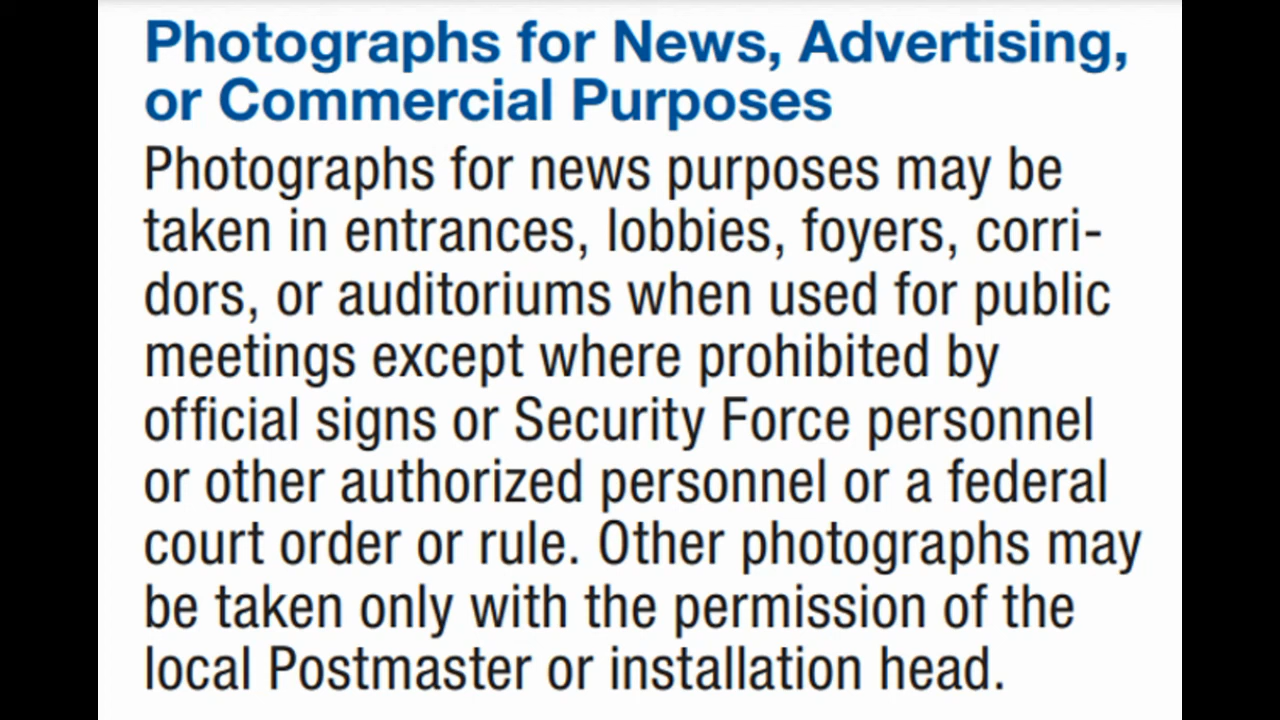 Photographs for News, Advertising,
or Commercial Purposes
Photographs for news purposes may be
taken in entrances, lobbies, foyers, corri-
dors, or auditoriums when used for public
meetings except where prohibited by
official signs or Security Force personnel
or other authorized personnel or a federal
court order or rule. Other photographs may
be taken only with the permission of the
local Postmaster or installation head.